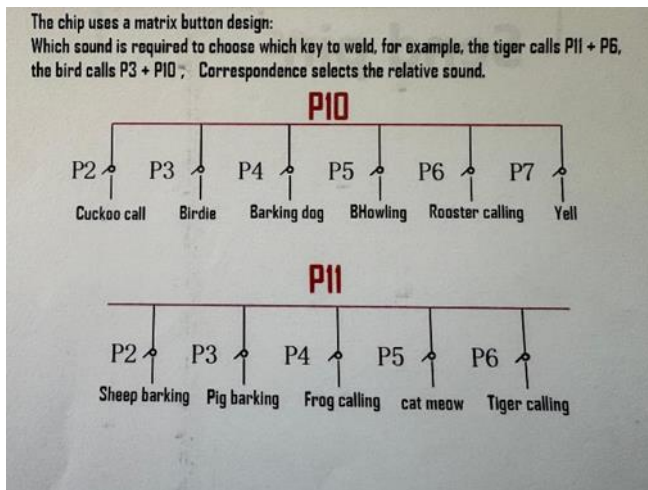 The chip uses a matrix button design:
Which sound is required to choose which key to weld, for example, the tiger calls P11 + P6,
the bird calls P3 + P10; Correspondence selects the relative sound.
P10
P2 P3 P4 P5 P6 P7
Cuckoo call Birdie Barking dog BHowling Rooster calling Yell
P11
P2 P3 P4 P5 P6
Sheep barking Pig barking Frog calling cat meow Tiger calling